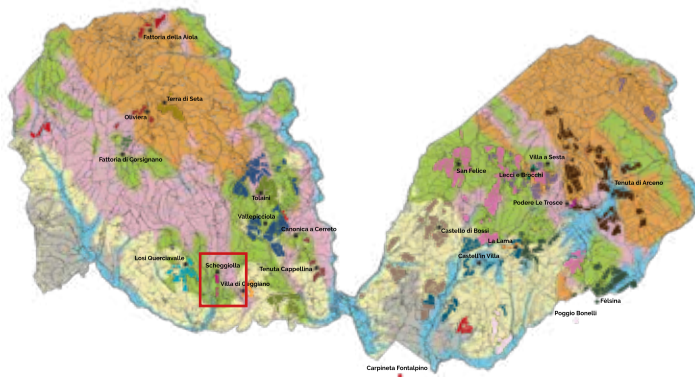 Fattoria della Aiola
Terra di Seta
Oliviera
Fattoria di Corsignano
Tolaini
Vallepicciola
Canonica a Cerreto
Losi Querciavalle
Scheggiolla
Tenuta Cappellina
Villa di Geggiano
San Felice
Villa a Sesta
Lecci e Brocchi
Tenuta di Arceno
Podere Le Trosce
Castello di Bossi
La Lama
Castell'in Villa
Felsina
Poggio Bonelli
Carpineta Fontalpino